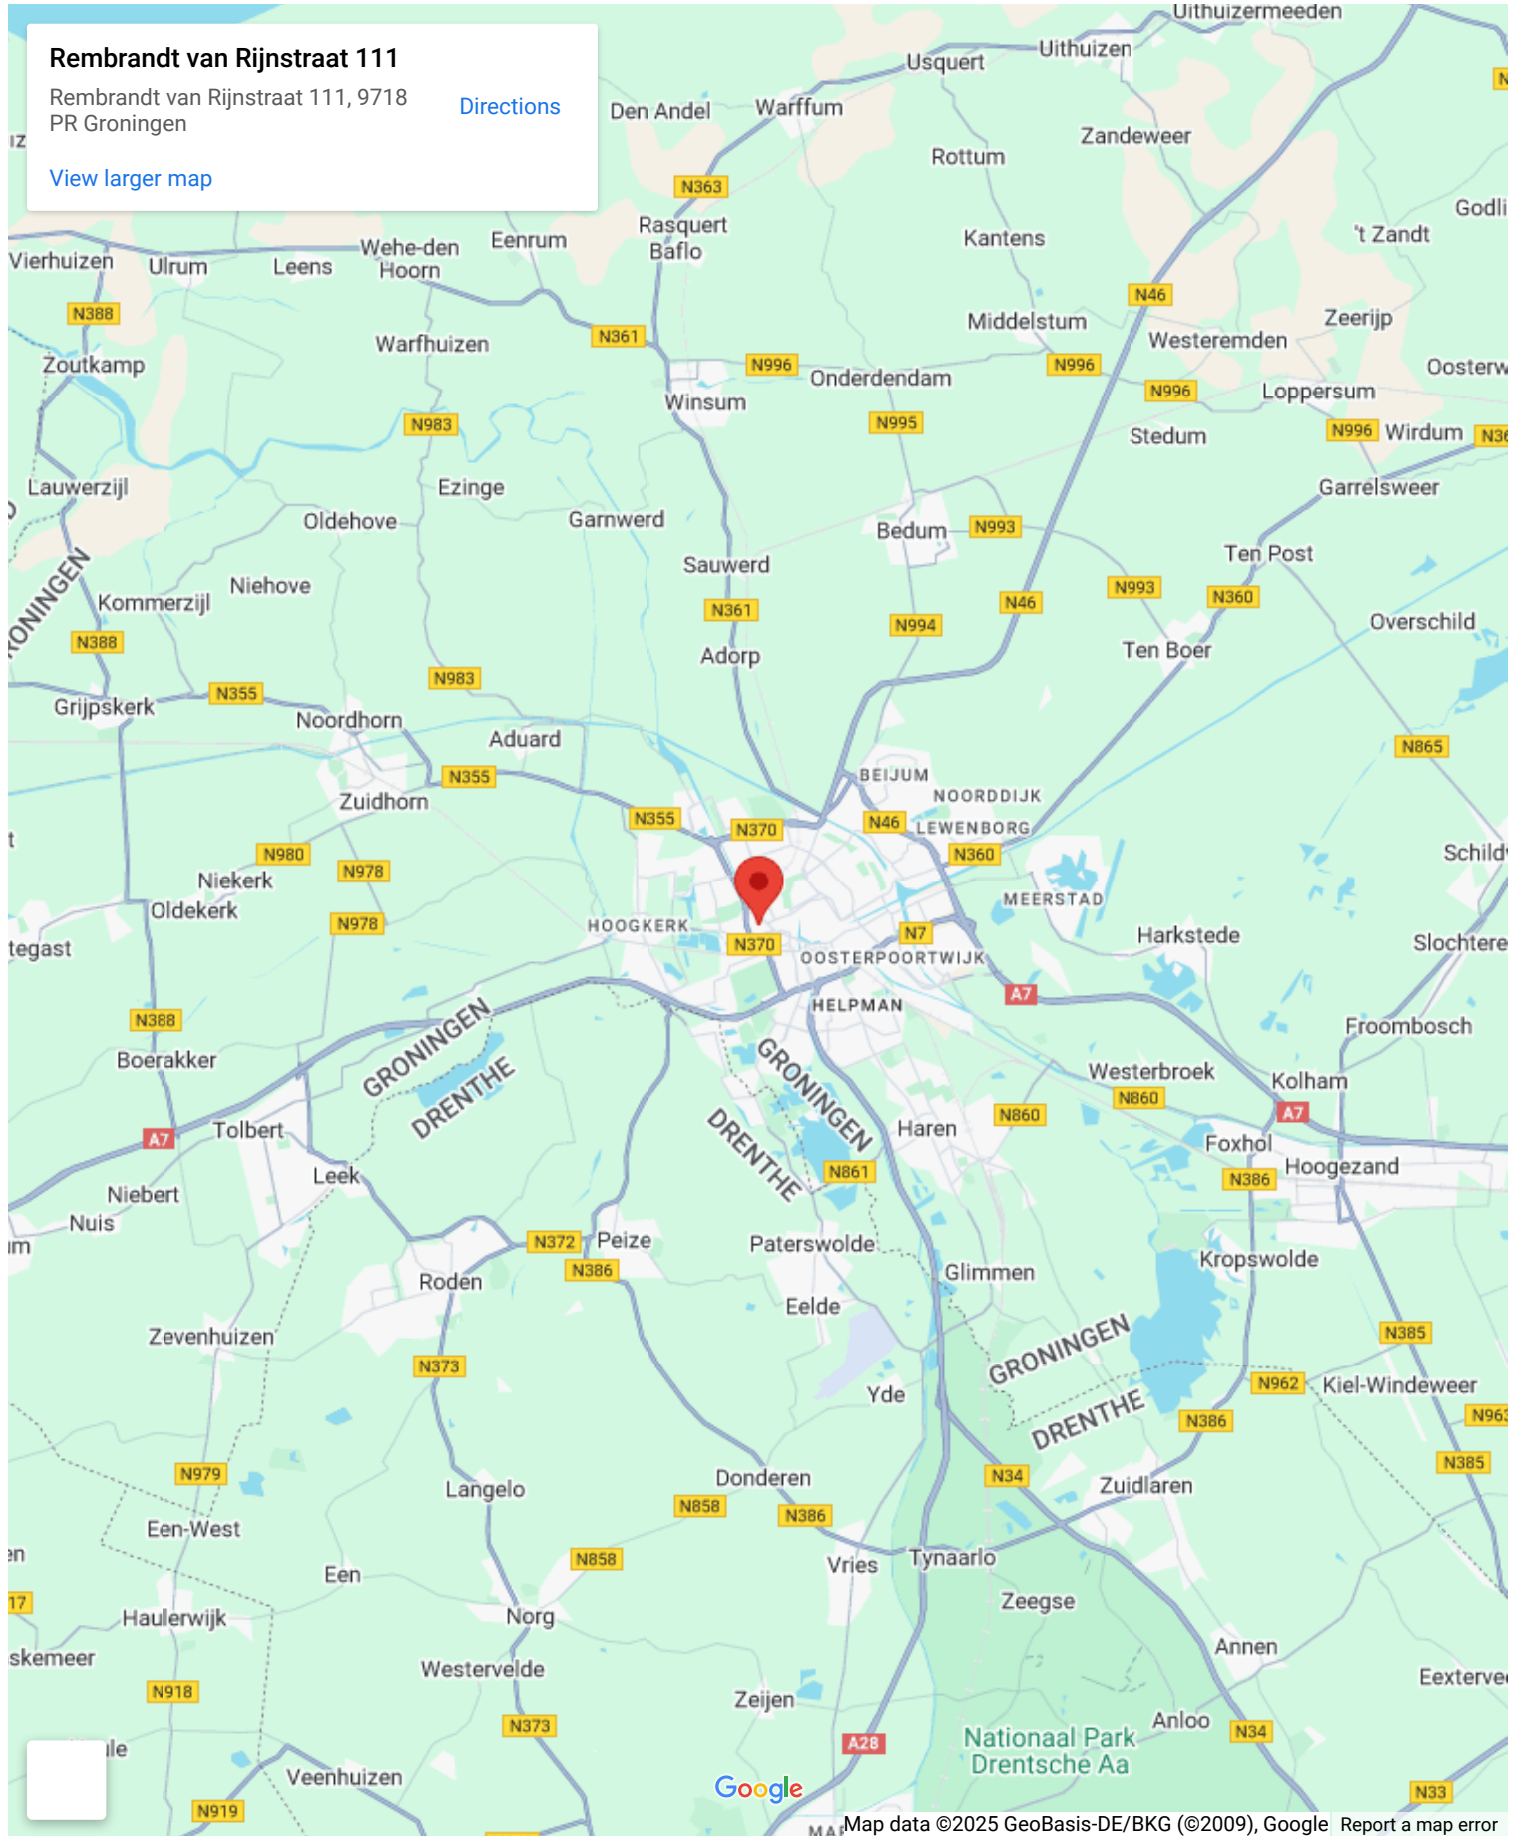 Rembrandt van Rijnstraat 111
Rembrandt van Rijnstraat 111, 9718
PR Groningen
Directions
View larger map
Uithuizermeeden
Usquert
Uithuizen
Den Andel
Warffum
Zandeweer
Rottum
N363
Godli
Rasquert
Baflo
Kantens
't Zandt
Vierhuizen
Ulrum
Leens
Wehe-den
Hoorn
Eenrum
N46
N388
Zoutkamp
Warfhuizen
N361
Middelstum
Westeremden
Zeerijp
N996
Onderdendam
N996
N996
Loppersum
Oosterw
Winsum
N983
N995
Stedum
N996
Wirdum
N36
Lauwerzijl
Ezinge
Garrelsweer
Oldehove
Garnwerd
Bedum
N993
Ten Post
Sauwerd
Niehove
Kommerzijl
N361
N994
N46
N993
N360
Overschild
RONINGEN
N388
Adorp
Ten Boer
N983
N355
Grijpskerk
Noordhorn
Aduard
N865
N355
Zuidhorn
BEIJUM
NOORDDIJK
N355
N370
N46
LEWENBORG
N360
N980
N978
Niekerk
Oldekerk
Schild
MEERSTAD
N978
HOOGKERK
N370
N7
OOSTERPOORTWIJK
Harkstede
Slochtere
tegast
A7
HELPMAN
N388
GRONINGEN
DRENTHE
Boerakker
Froombosch
GRONINGEN
DRENTHE
Westerbroek
Kolham
N860
N860
A7
A7
Tolbert
Haren
Foxhol
Hoogezand
N386
Leek
N861
Niebert
Nuis
um
N372
Peize
N386
Paterswolde
Kropswolde
Roden
Glimmen
Eelde
Zevenhuizen
GRONINGEN
DRENTHE
N385
N373
N962
Kiel-Windeweer
Yde
N386
N963
N979
Langelo
Donderen
N34
Zuidlaren
N385
N858
N386
Een-West
en
Een
N858
Vries
Tynaarlo
17
Haulerwijk
Norg
Zeegse
skemeer
Westervelde
Annen
Eexterve
N918
Zeijen
N373
Anloo
N34
A28
Nationaal Park
Drentsche Aa
ule
Veenhuizen
Google
N33
N919
Map data ©2025 GeoBasis-DE/BKG (©2009), Google
Report a map error